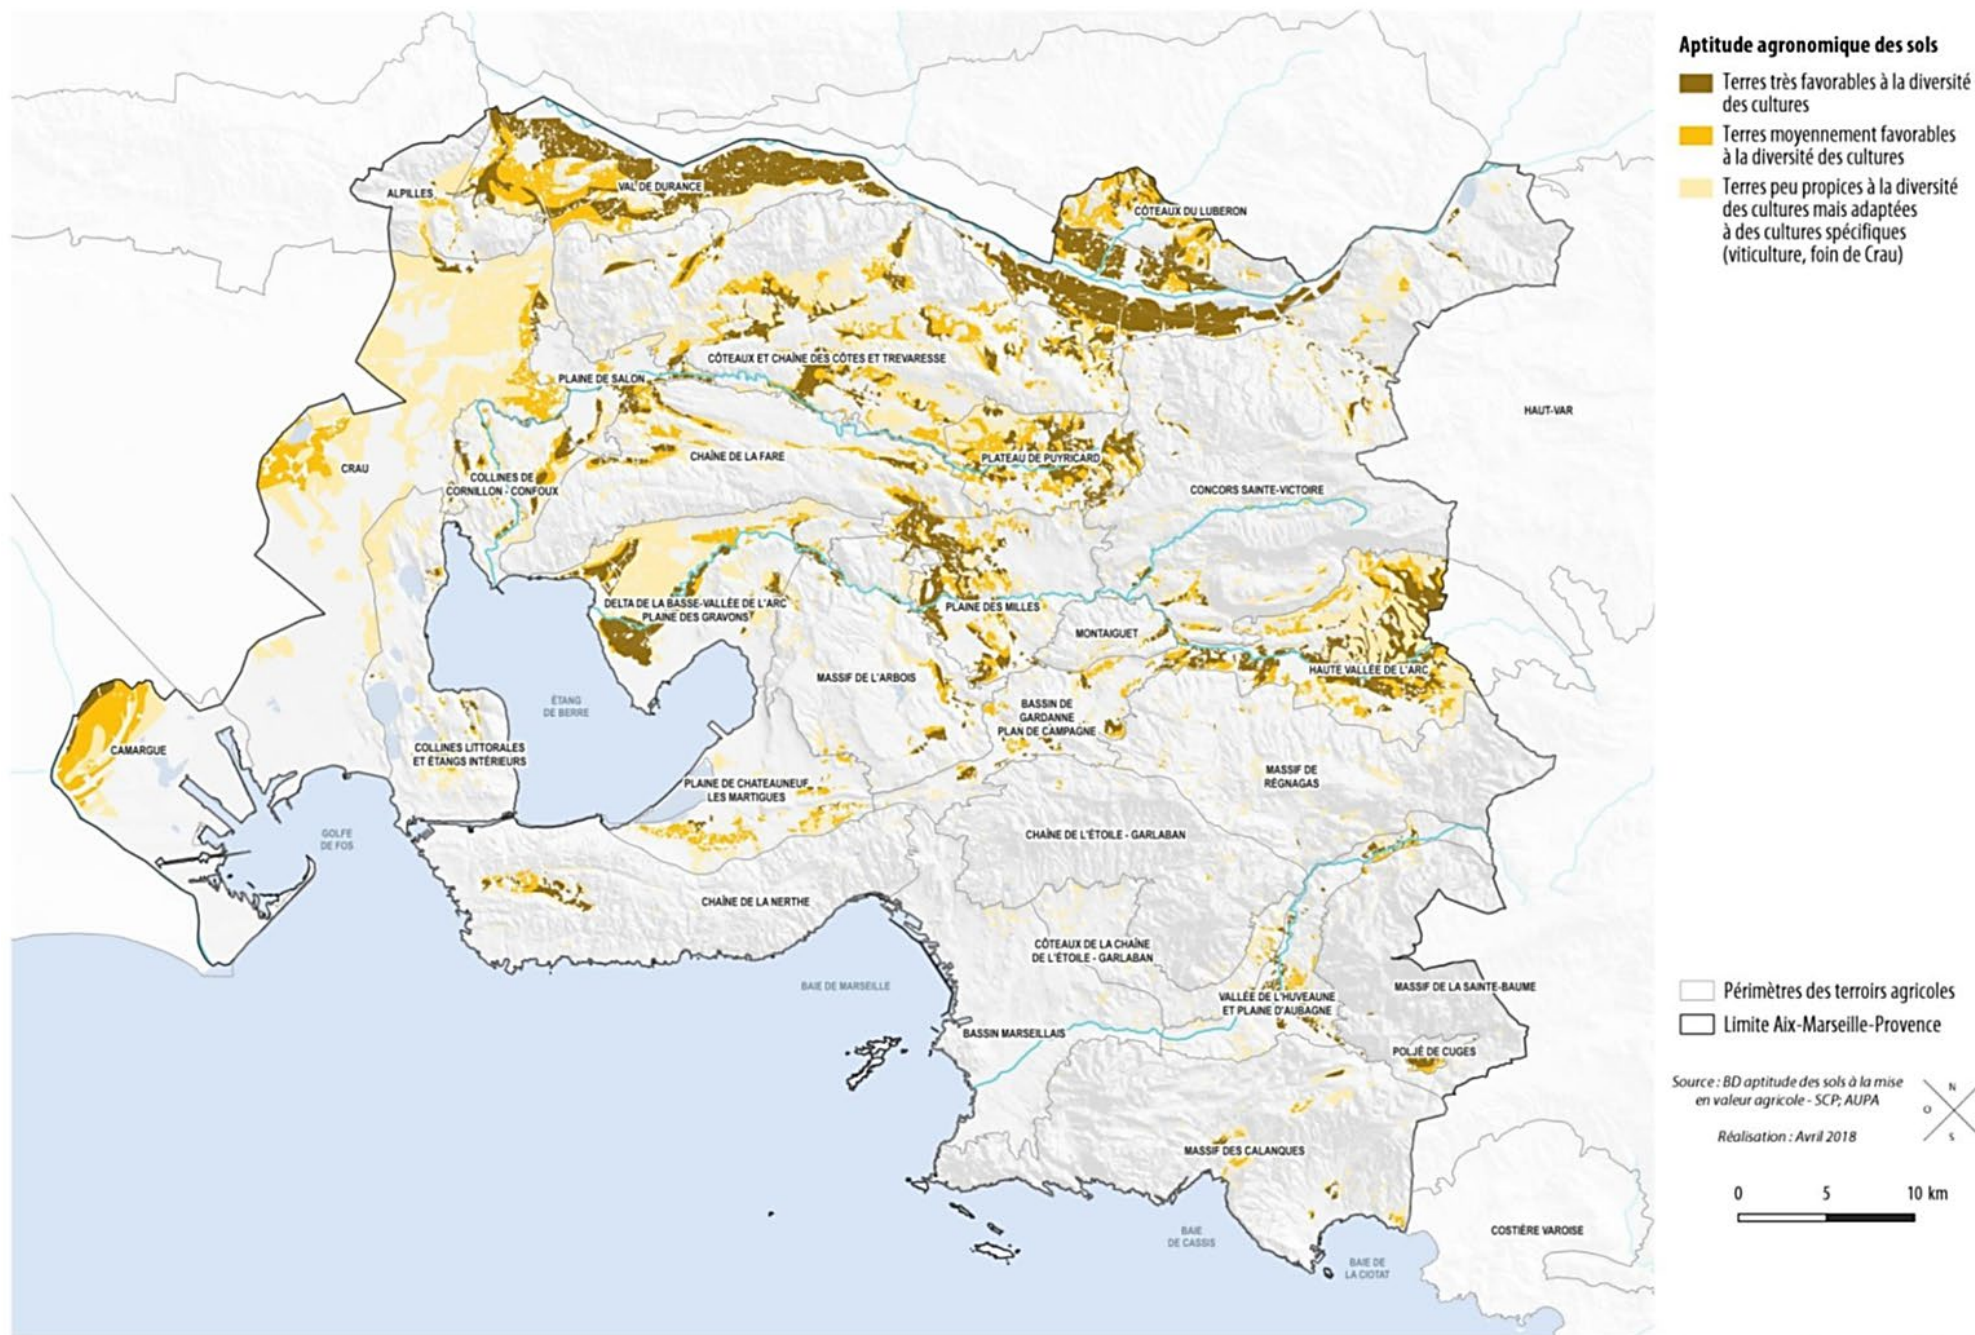 Aptitude agronomique des sols
Terres très favorables à la diversité
des cultures
Terres moyennement favorables
à la diversité des cultures
Terres peu propices à la diversité
des cultures mais adaptées
à des cultures spécifiques
(viticulture, foin de Crau)
ALPILLES
VAL DE DURANCE
CÔTEAUX DU LUBERON
CÔTEAUX ET CHAÎNE DES CÔTES ET TREVARESSE
PLAINE DE SALON
HAUT-VAR
CRAU
CHAÎNE DE LA FARE
PLATEAU DE PUYRICARD
COLLINES DE
CORNILLON - CONFOUX
CONCORS SAINTE-VICTOIRE
DELTA DE LA BASSE-VALLÉE DE L'ARC
PLAINE DES GRAVONS
PLAINE DES MILLES
MONTAIGUET
HAUTE VALLÉE DE L'ARC
MASSIF DE L'ARBOIS
ÉTANG
DE BERRE
BASSIN DE
GARDANNE
PLAN DE CAMPAGNE
CAMARGUE
COLLINES LITTORALES
ET ÉTANGS INTÉRIEURS
PLAINE DE CHATEAUNEUF
LES MARTIGUES
MASSIF DE
RÉGNAGAS
GOLFE
DE FOS
CHAÎNE DE L'ÉTOILE - GARLABAN
CHAÎNE DE LA NERTHE
CÔTEAUX DE LA CHAÎNE
DE L'ÉTOILE - GARLABAN
BAIE DE MARSEILLE
MASSIF DE LA SAINTE-BAUME
VALLÉE DE L'HUVEAUNE
ET PLAINE D'AUBAGNE
BASSIN MARSEILLAIS
POLJÉ DE CUGES
MASSIF DES CALANQUES
BAIE
DE CASSIS
COSTIÈRE VAROISE
BAIE DE
LA CIOTAT
Périmètres des terroirs agricoles
Limite Aix-Marseille-Provence
Source : BD aptitude des sols à la mise
en valeur agricole - SCP; AUPA
Réalisation : Avril 2018
N
O
S
0 5 10 km